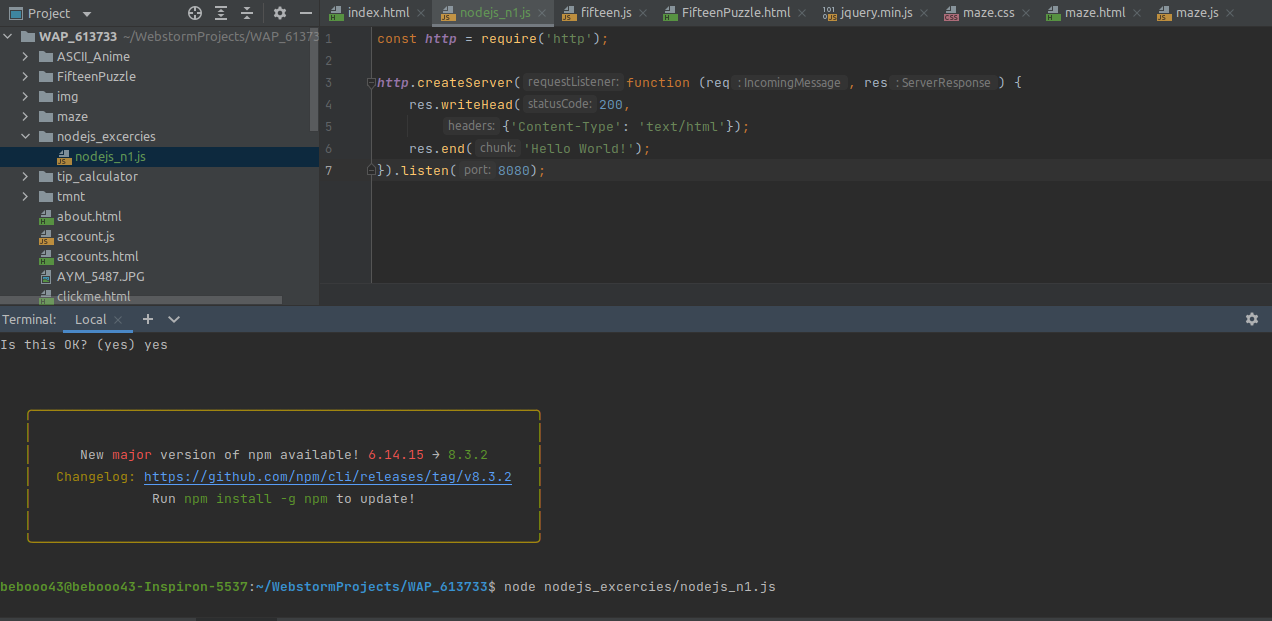 Project
WAP_613733 ~/WebstormProjects/WAP_61373
ASCII_Anime
FifteenPuzzle
img
maze
nodejs_excercies
nodejs_n1.js
tip_calculator
tmnt
about.html
account.js
accounts.html
AYM_5487.JPG
clickme.html
index.html nodejs_n1.js fifteen.js FifteenPuzzle.html jquery.min.js maze.css maze.html maze.js
1 const http = require('http');
2
3 http.createServer( requestListener: function (req : IncomingMessage , res : ServerResponse ) {
4 res.writeHead( statusCode: 200,
5 headers: {'Content-Type': 'text/html'});
6 res.end( chunk: 'Hello World!');
7 }).listen( port: 8080);
Terminal: Local
Is this OK? (yes) yes
New major version of npm available! 6.14.15 → 8.3.2
Changelog: https://github.com/npm/cli/releases/tag/v8.3.2
Run npm install -g npm to update!
bebooo43@bebooo43-Inspiron-5537:~/WebstormProjects/WAP_613733$ node nodejs_excercies/nodejs_n1.js